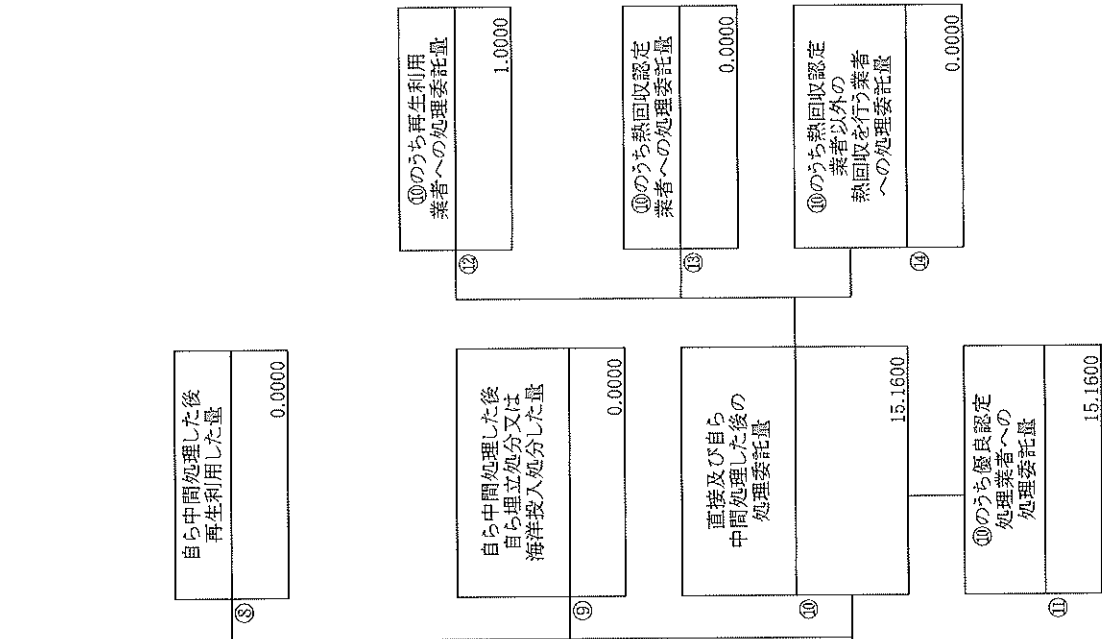 ⑧
自ら中間処理した後
再生利用した量
0.0000
⑨
自ら中間処理した後
自ら埋立処分又は
海洋投入処分した量
0.0000
⑩
直接及び自ら
中間処理した後の
処理委託量
15.1600
⑪
⑩のうち優良認定
処理業者への
処理委託量
15.1600
⑫
⑩のうち再生利用
業者への処理委託量
1.0000
⑬
⑩のうち熱回収認定
業者への処理委託量
0.0000
⑭
⑩のうち熱回収認定
業者以外の
熱回収を行う業者
への処理委託量
0.0000